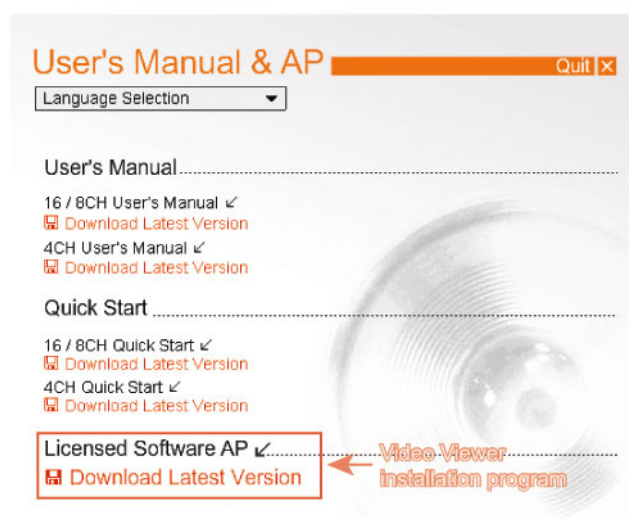 User's Manual & AP
Quit
Language Selection
User's Manual
16 / 8CH User's Manual
Download Latest Version
4CH User's Manual
Download Latest Version
Quick Start
16 / 8CH Quick Start
Download Latest Version
4CH Quick Start
Download Latest Version
Licensed Software AP
Download Latest Version
Video Viewer
installation program